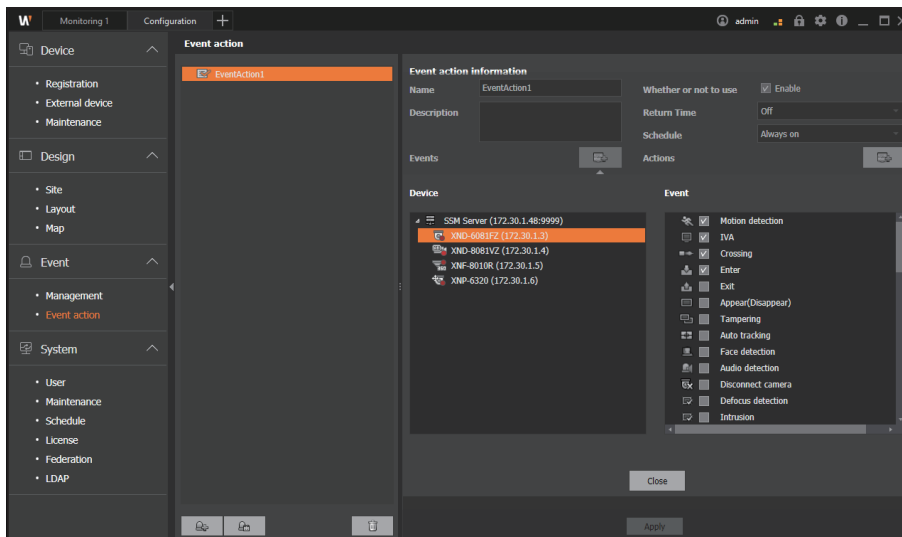 W Monitoring 1 Configuration + admin
Device
• Registration
• External device
• Maintenance
Design
• Site
• Layout
• Map
Event
• Management
• Event action
System
• User
• Maintenance
• Schedule
• License
• Federation
• LDAP
Event action
EventAction1
Event action information
Name EventAction1 Whether or not to use Enable
Description Return Time Off
Schedule Always on
Events Actions
Device
SSM Server (172.30.1.48:9999)
XND-6081FZ (172.30.1.3)
XND-8081VZ (172.30.1.4)
XNF-8010R (172.30.1.5)
XNP-6320 (172.30.1.6)
Event
Motion detection
IVA
Crossing
Enter
Exit
Appear(Disappear)
Tampering
Auto tracking
Face detection
Audio detection
Disconnect camera
Defocus detection
Intrusion
Close
Apply